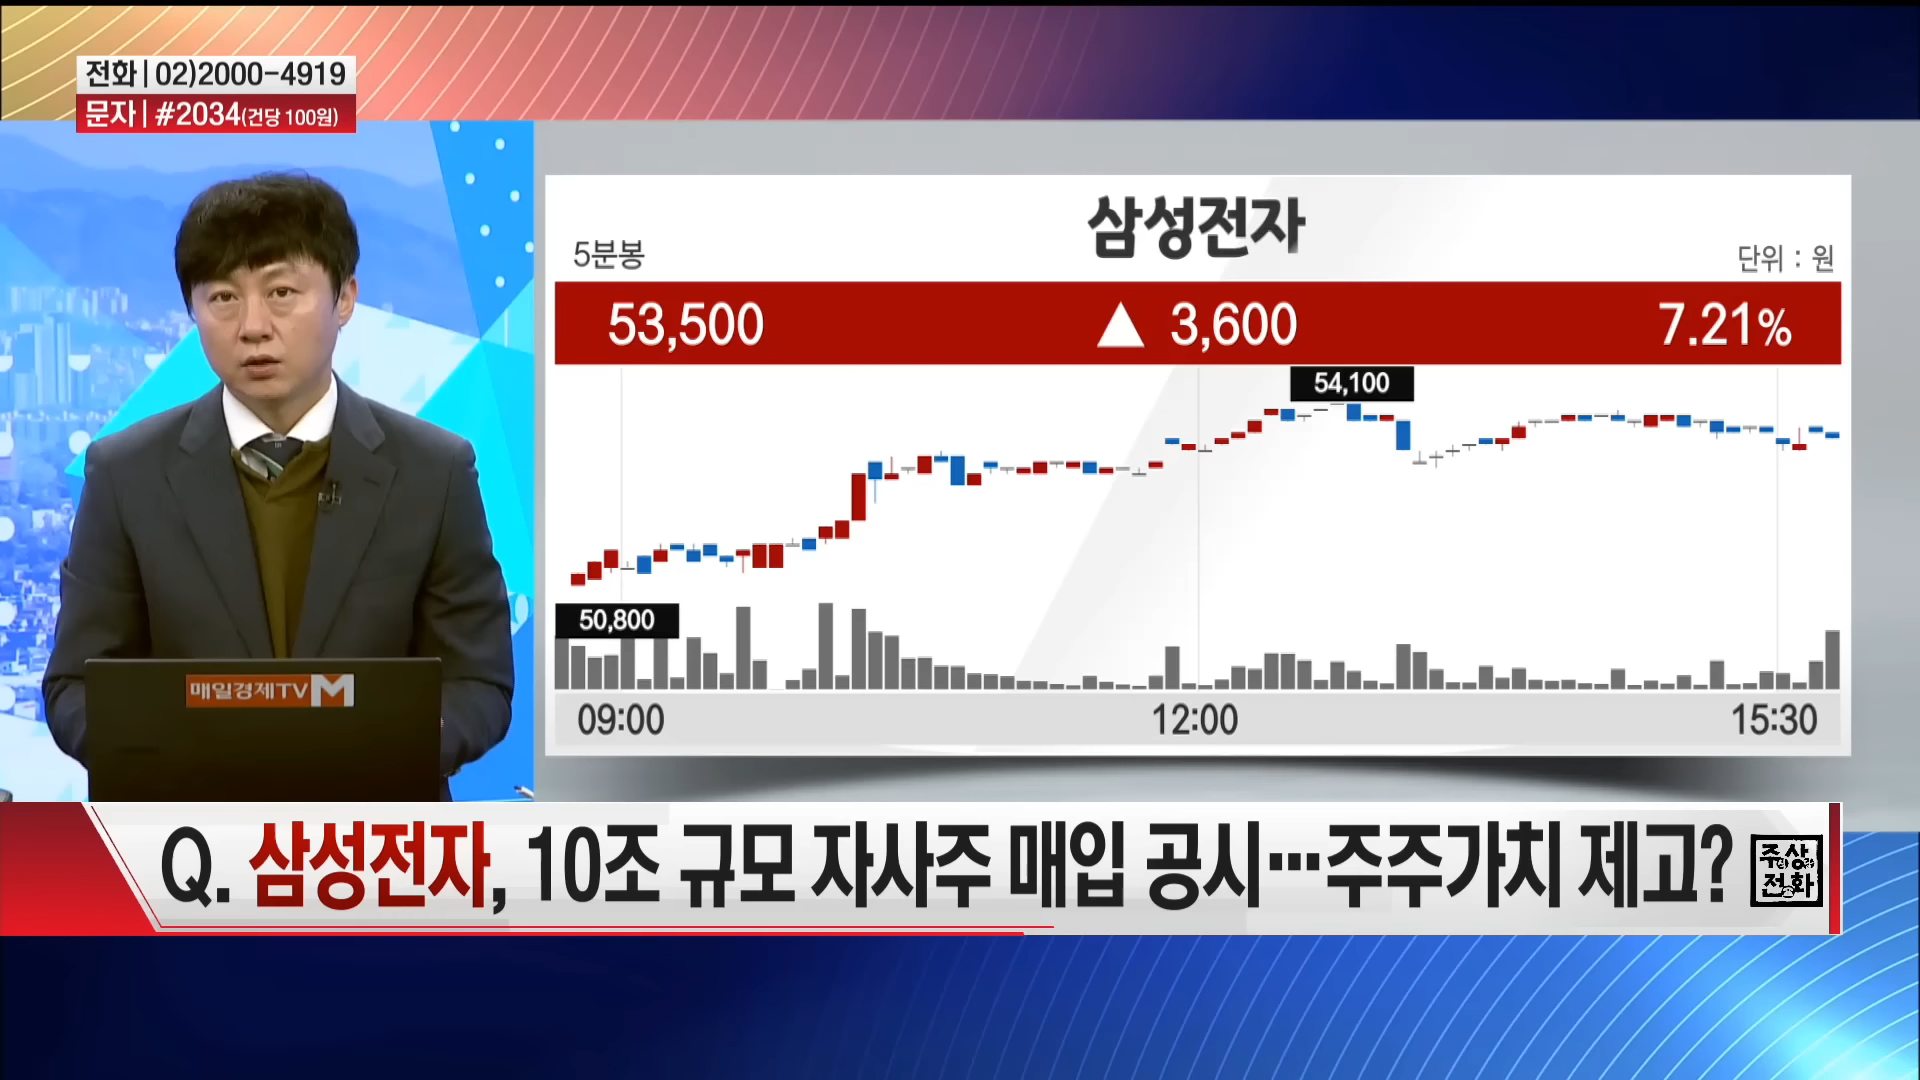 전화 | 02)2000-4919
문자 | #2034(건당 100원)
삼성전자
5분봉
단위 : 원
53,500 ▲ 3,600 7.21%
54,100
50,800
09:00 12:00 15:30
매일경제TV M
Q. 삼성전자, 10조 규모 자사주 매입 공시…주주가치 제고?
주상
전화